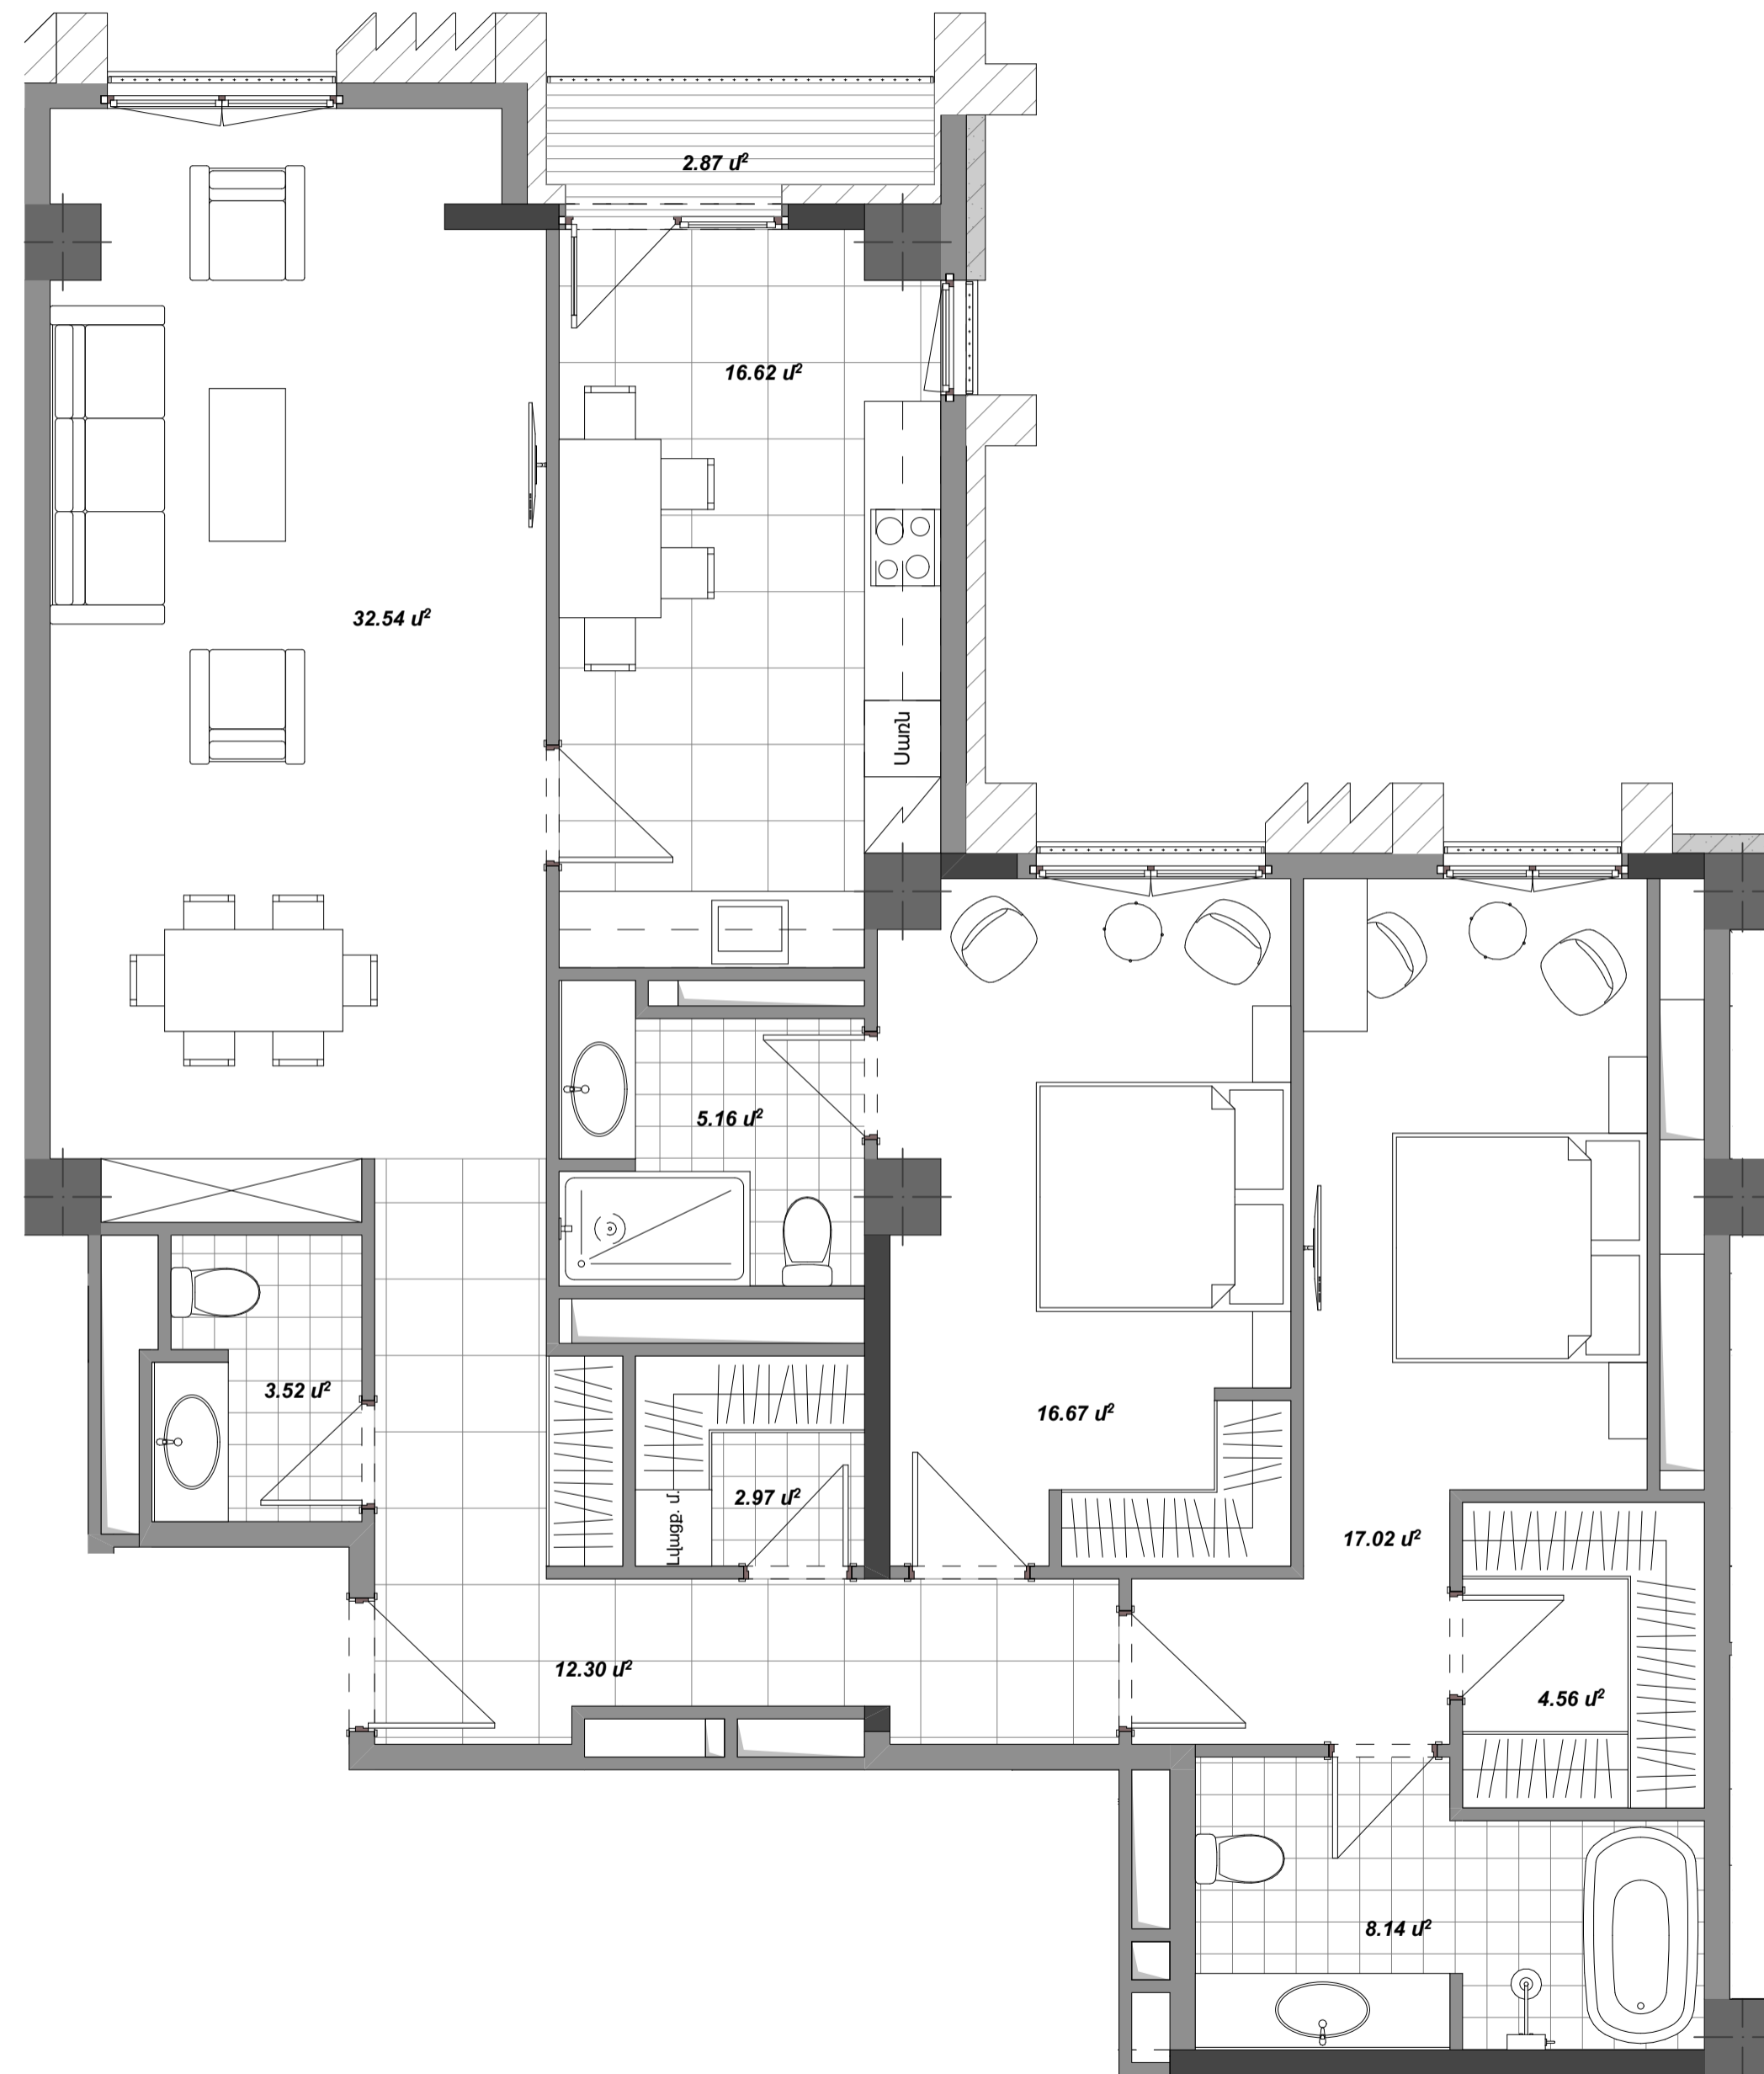 2.87 մ²
16.62 մ²
32.54 մ²
Սառն
5.16 մ²
3.52 մ²
16.67 մ²
2.97 մ²
Լվացք. մ.
17.02 մ²
12.30 մ²
4.56 մ²
8.14 մ²